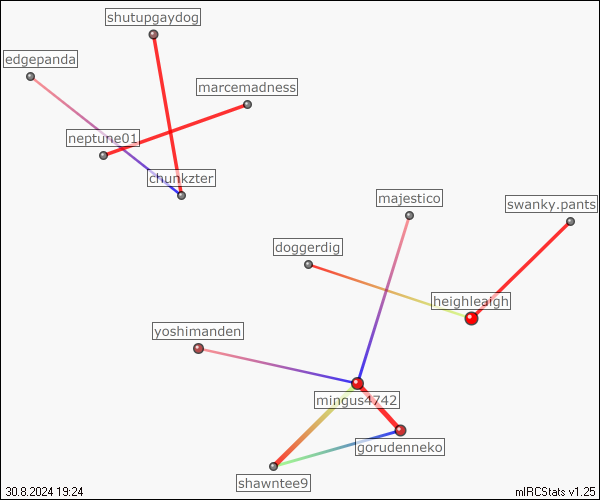 shutupgaydog
edgepanda
marcemadness
neptune01
chunkzter
majestico
swanky.pants
doggerdig
heighleaigh
yoshimanden
mingus4742
gorudenneko
shawntee9
30.8.2024 19:24
mIRCStats v1.25